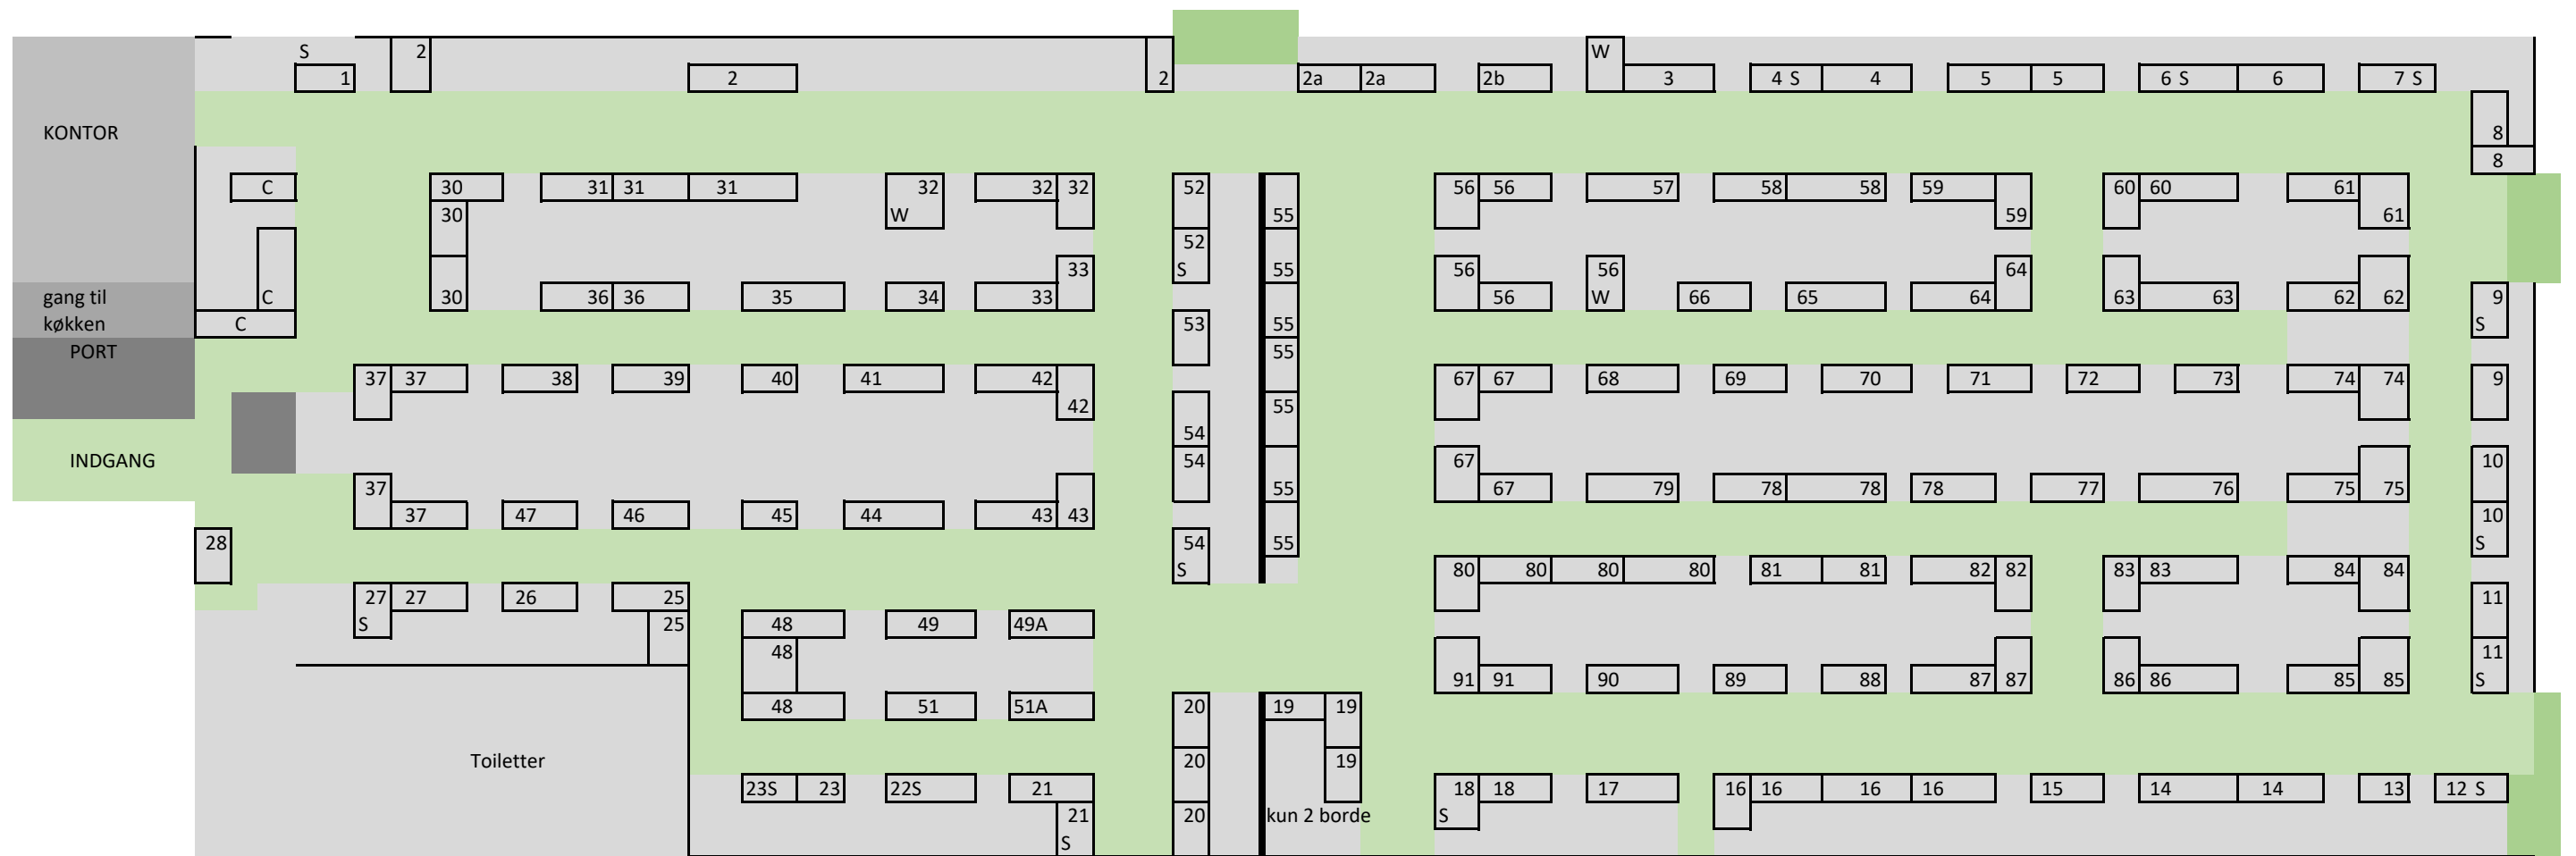 S 2 W
1 2 2 2a 2a 2b 3 4 S 4 5 5 6 S 6 7 S
KONTOR 8
8
C 30 31 31 31 32 32 32 52 56 56 57 58 58 59 60 60 61
30 W 55 59 61
52
S 33 55 56 56 64 9
gang til C 30 36 36 35 34 33 55 56 W 66 65 64 63 63 62 62 S
køkken C 53
PORT 55
37 37 38 39 40 41 42 67 67 68 69 70 71 72 73 74 74 9
42 55
54
INDGANG 54 67 10
37 55 67 79 78 78 78 77 76 75 75
37 47 46 45 44 43 43 10
28 54 55 S
S 80 80 80 80 81 81 82 82 83 83 84 84
27 27 26 25 11
S 25 48 49 49A
48 11
91 91 90 89 88 87 87 86 86 85 85 S
48 51 51A 20 19 19
Toiletter 20 19
23S 23 22S 21 18 18 17 16 16 16 16 15 14 14 13 12 S
21 20 kun 2 borde S
S